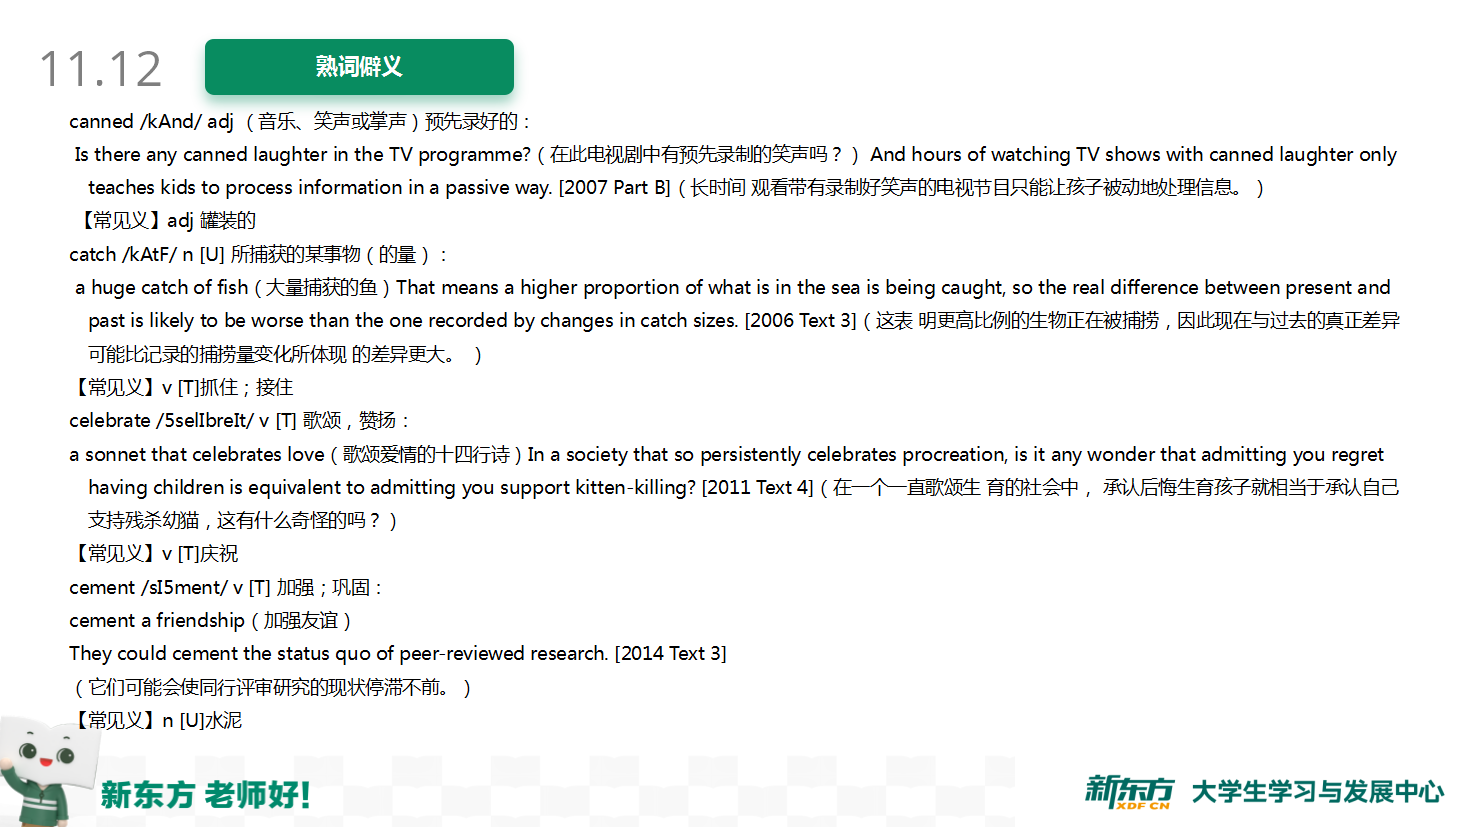 11.12
熟词僻义
canned /kAnd/ adj （音乐、笑声或掌声）预先录好的：
Is there any canned laughter in the TV programme?（在此电视剧中有预先录制的笑声吗？） And hours of watching TV shows with canned laughter only
teaches kids to process information in a passive way. [2007 Part B]（长时间 观看带有录制好笑声的电视节目只能让孩子被动地处理信息。）
【常见义】adj 罐装的
catch /kAtF/ n [U] 所捕获的某事物（的量）：
a huge catch of fish（大量捕获的鱼）That means a higher proportion of what is in the sea is being caught, so the real difference between present and
past is likely to be worse than the one recorded by changes in catch sizes. [2006 Text 3]（这表 明更高比例的生物正在被捕捞，因此现在与过去的真正差异
可能比记录的捕捞量变化所体现 的差异更大。 ）
【常见义】v [T]抓住；接住
celebrate /5selIbreIt/ v [T] 歌颂，赞扬：
a sonnet that celebrates love（歌颂爱情的十四行诗）In a society that so persistently celebrates procreation, is it any wonder that admitting you regret
having children is equivalent to admitting you support kitten-killing? [2011 Text 4]（在一个一直歌颂生 育的社会中， 承认后悔生育孩子就相当于承认自己
支持残杀幼猫，这有什么奇怪的吗？）
【常见义】v [T]庆祝
cement /sI5ment/ v [T] 加强；巩固：
cement a friendship（加强友谊）
They could cement the status quo of peer-reviewed research. [2014 Text 3]
（它们可能会使同行评审研究的现状停滞不前。）
【常见义】n [U]水泥
新东方 老师好！
新东方 XDF.CN 大学生学习与发展中心